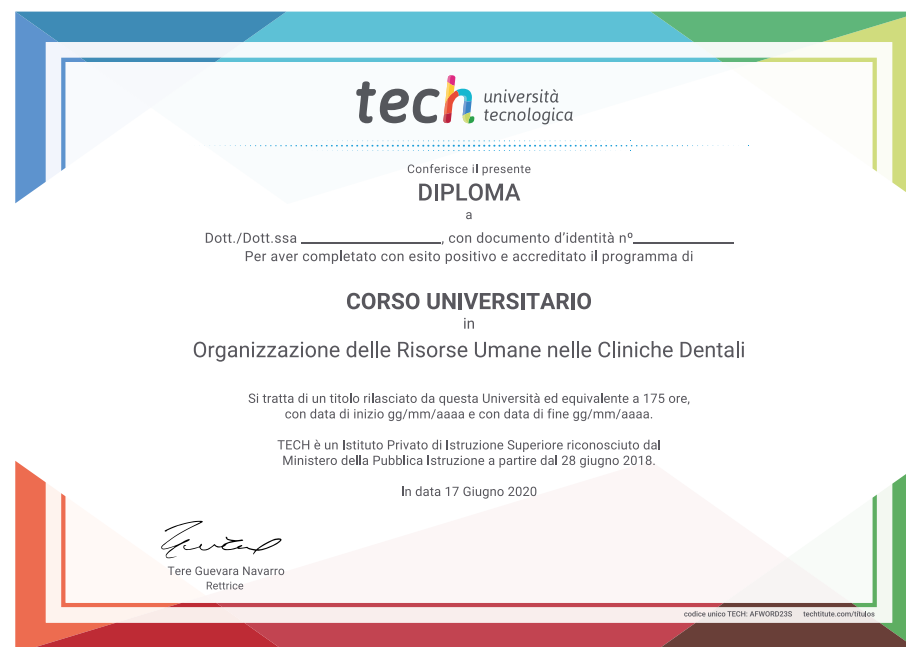 tech università
tecnologica
Conferisce il presente
DIPLOMA
a
Dott./Dott.ssa ____________________, con documento d'identità nº______________
Per aver completato con esito positivo e accreditato il programma di
CORSO UNIVERSITARIO
in
Organizzazione delle Risorse Umane nelle Cliniche Dentali
Si tratta di un titolo rilasciato da questa Università ed equivalente a 175 ore,
con data di inizio gg/mm/aaaa e con data di fine gg/mm/aaaa.
TECH è un Istituto Privato di Istruzione Superiore riconosciuto dal
Ministero della Pubblica Istruzione a partire dal 28 giugno 2018.
In data 17 Giugno 2020
Tere Guevara Navarro
Rettrice
codice unico TECH: AFWORD23S techtitute.com/titulos